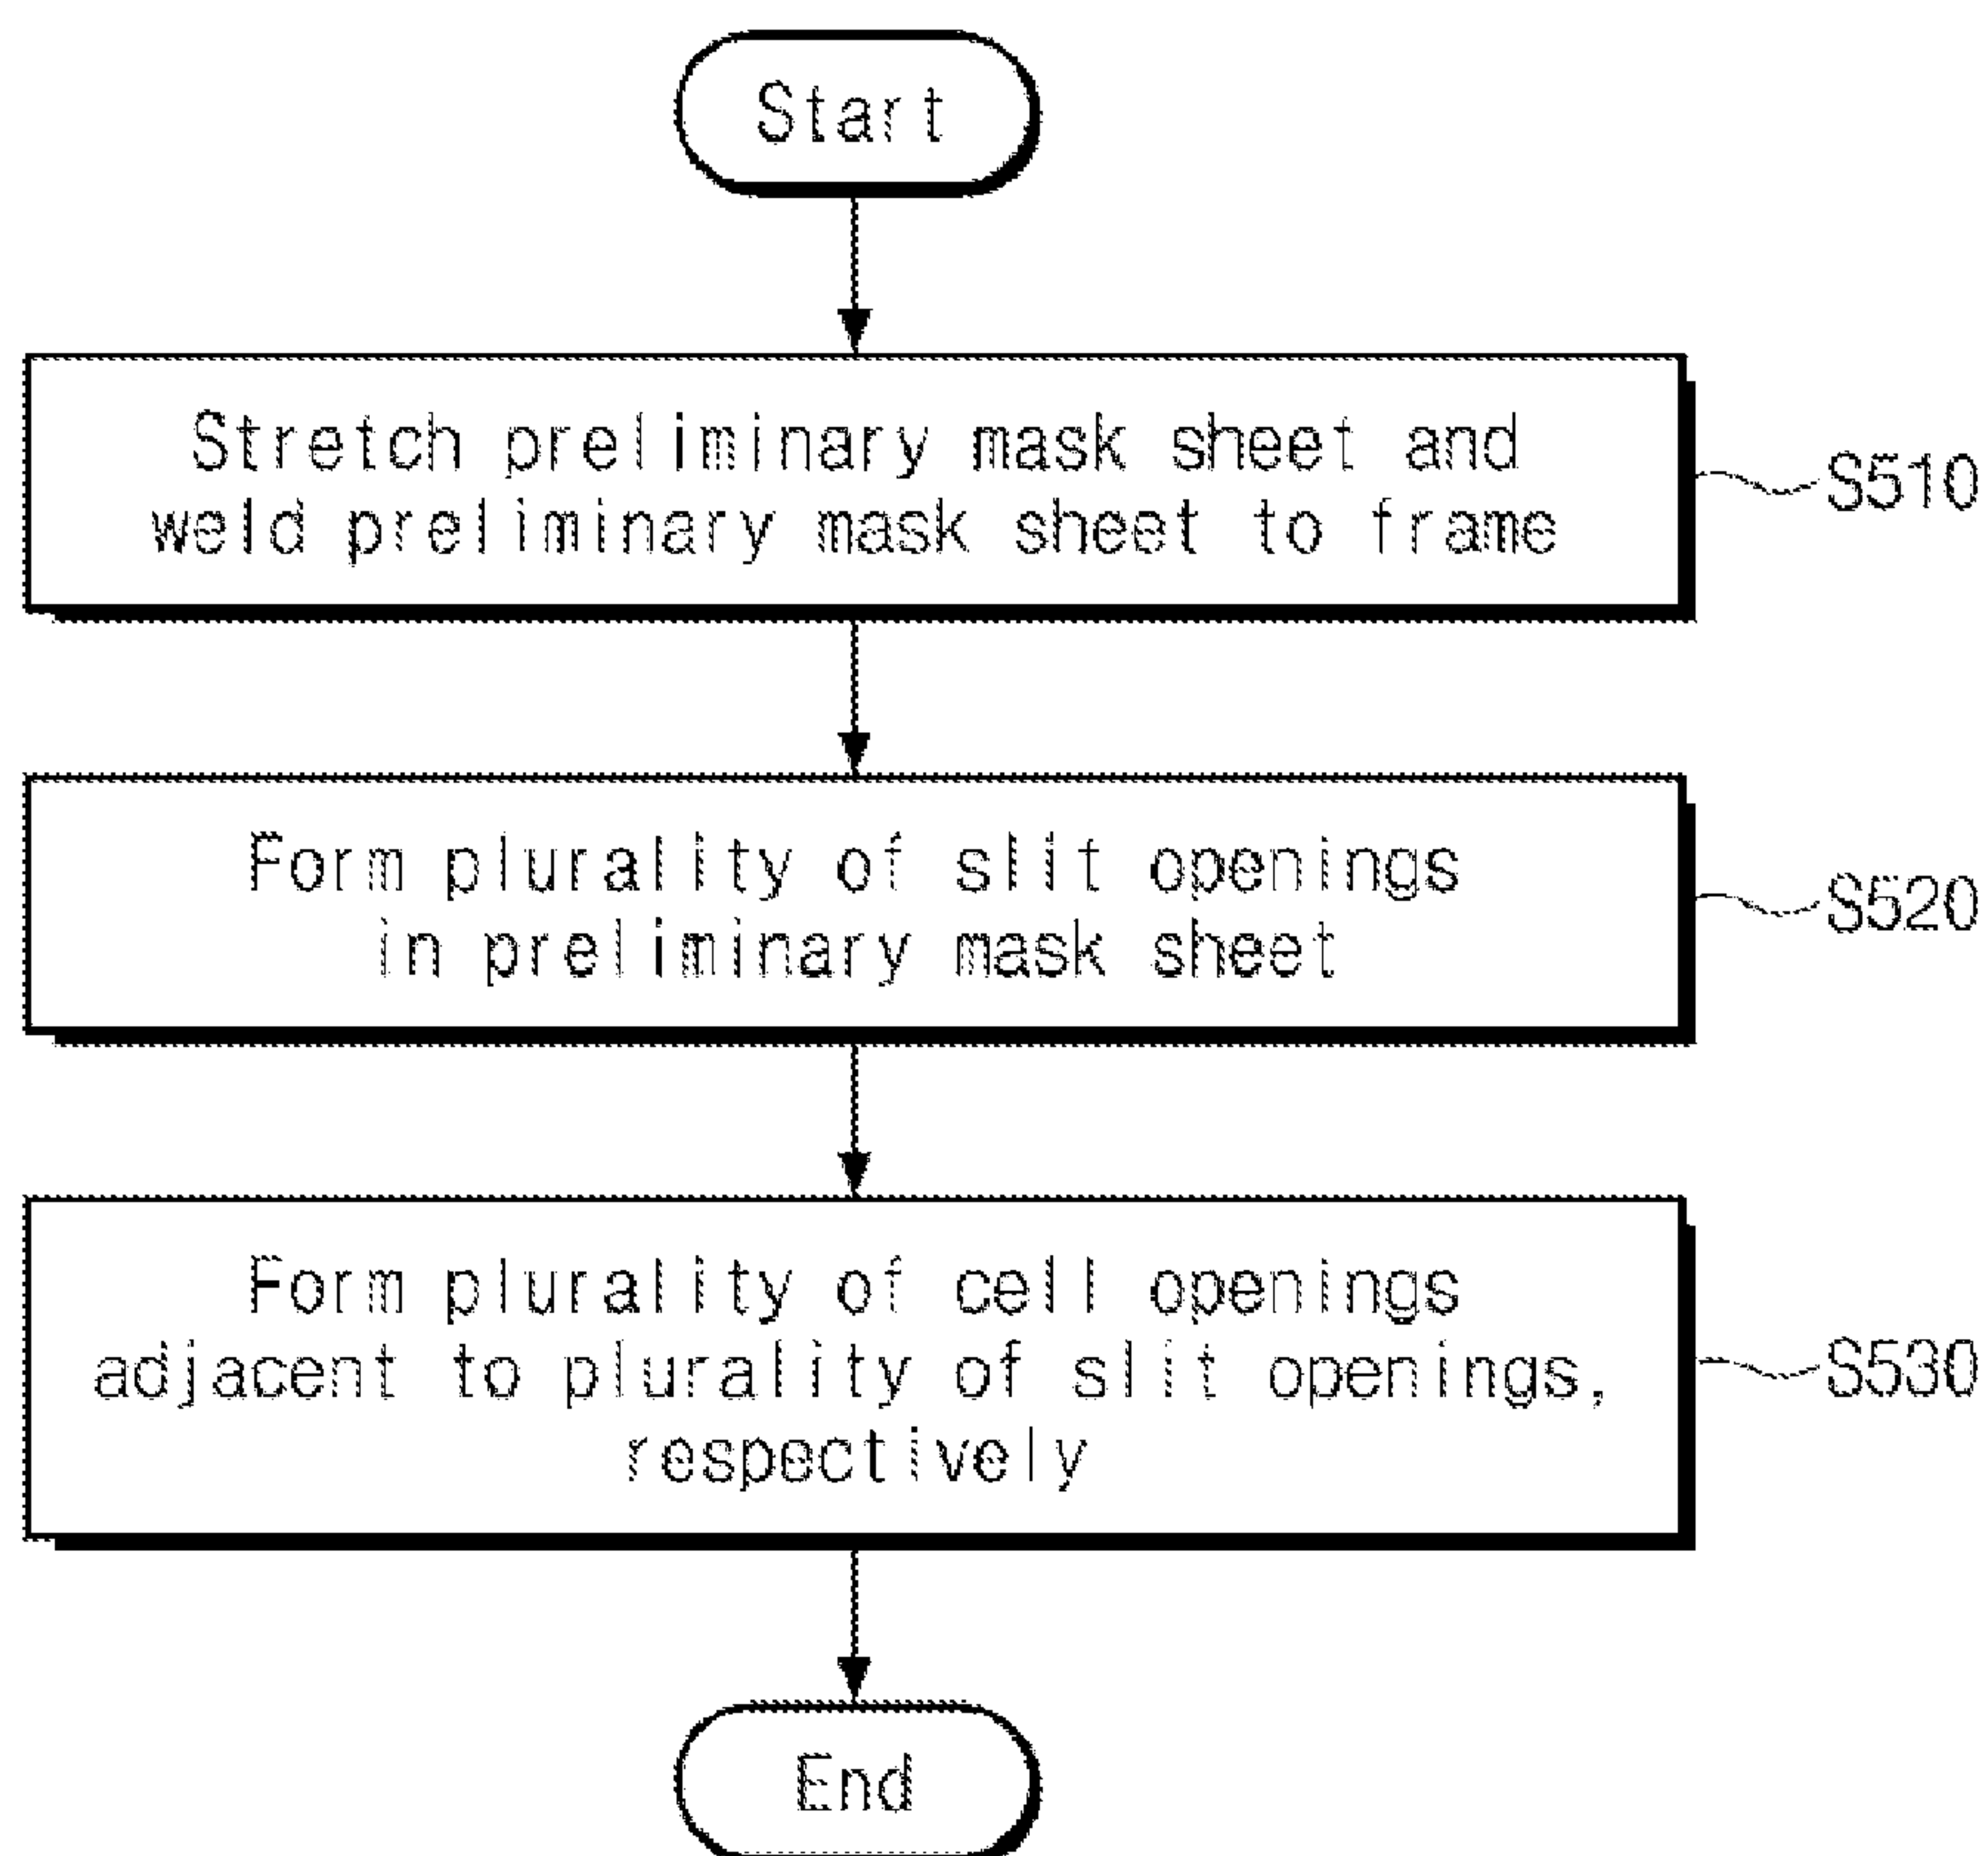 Start
Stretch preliminary mask sheet and
weld preliminary mask sheet to frame
S510
Form plurality of slit openings
in preliminary mask sheet
S520
Form plurality of cell openings
adjacent to plurality of slit openings,
respectively
S530
End